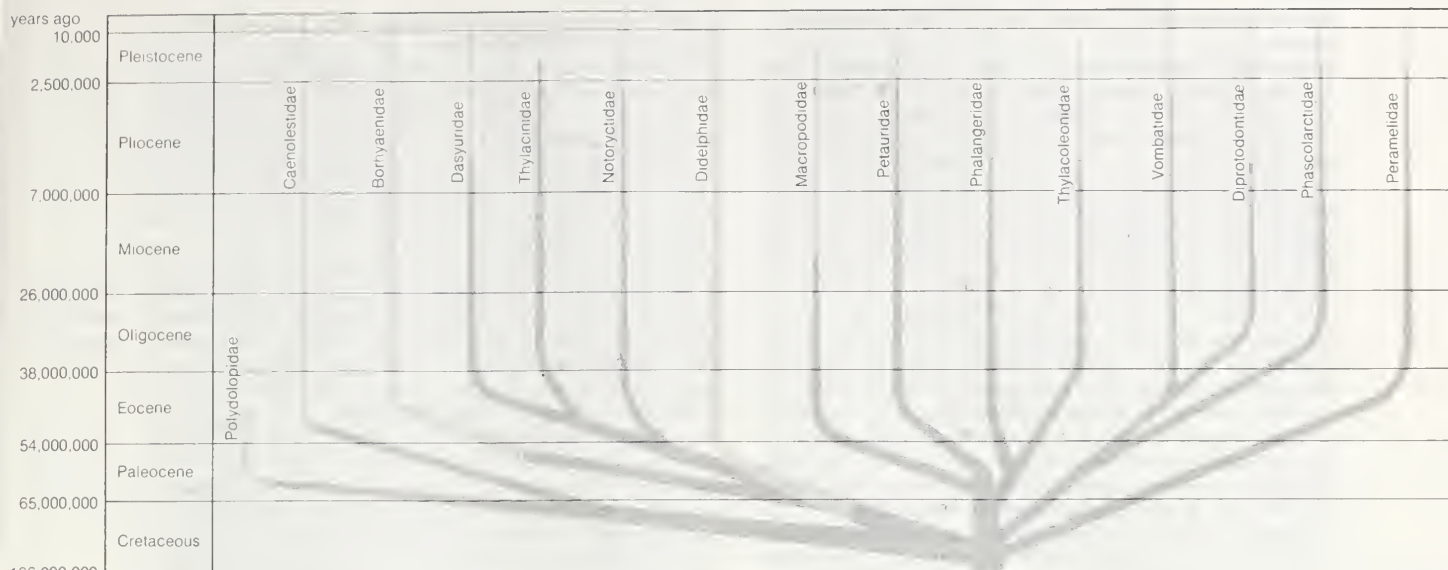 years ago
10.000
Pleistocene
2,500.000
Pliocene
7,000,000
Miocene
26,000,000
Oligocene
38,000,000
Eocene
54,000,000
Paleocene
65,000,000
Cretaceous
Polydolopidae
Caenolestidae
Borhyaenidae
Dasyuridae
Thylacinidae
Notoryctidae
Didelphidae
Macropodidae
Petauridae
Phalangeridae
Thylacoleonidae
Vombatidae
Diprotodontidae
Phascolarctidae
Peramelidae